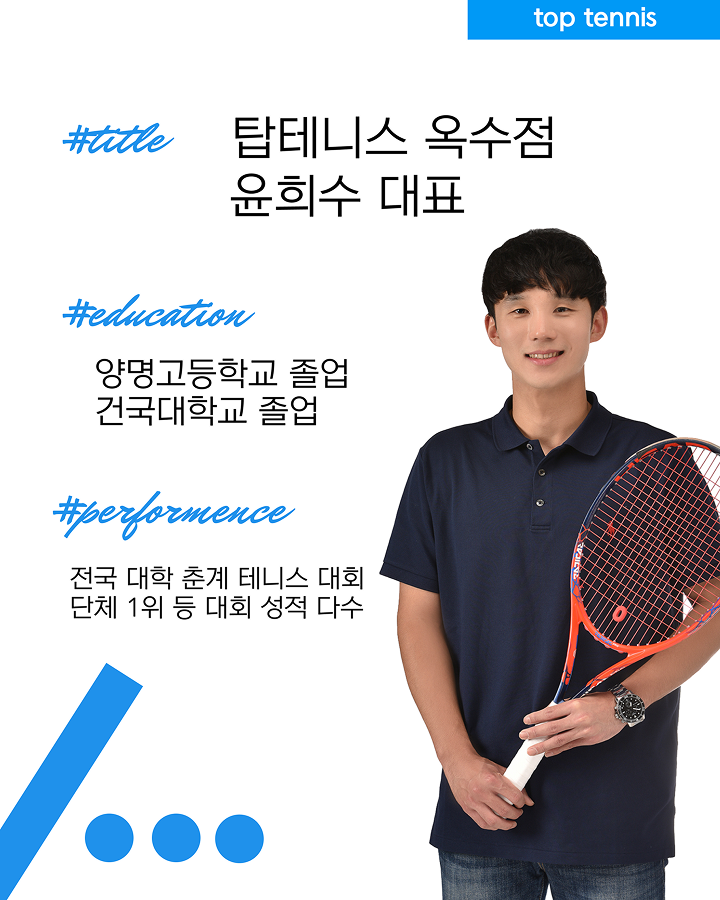 top tennis
#title
탑테니스 옥수점
윤희수 대표
#education
양명고등학교 졸업
건국대학교 졸업
#performence
전국 대학 춘계 테니스 대회
단체 1위 등 대회 성적 다수